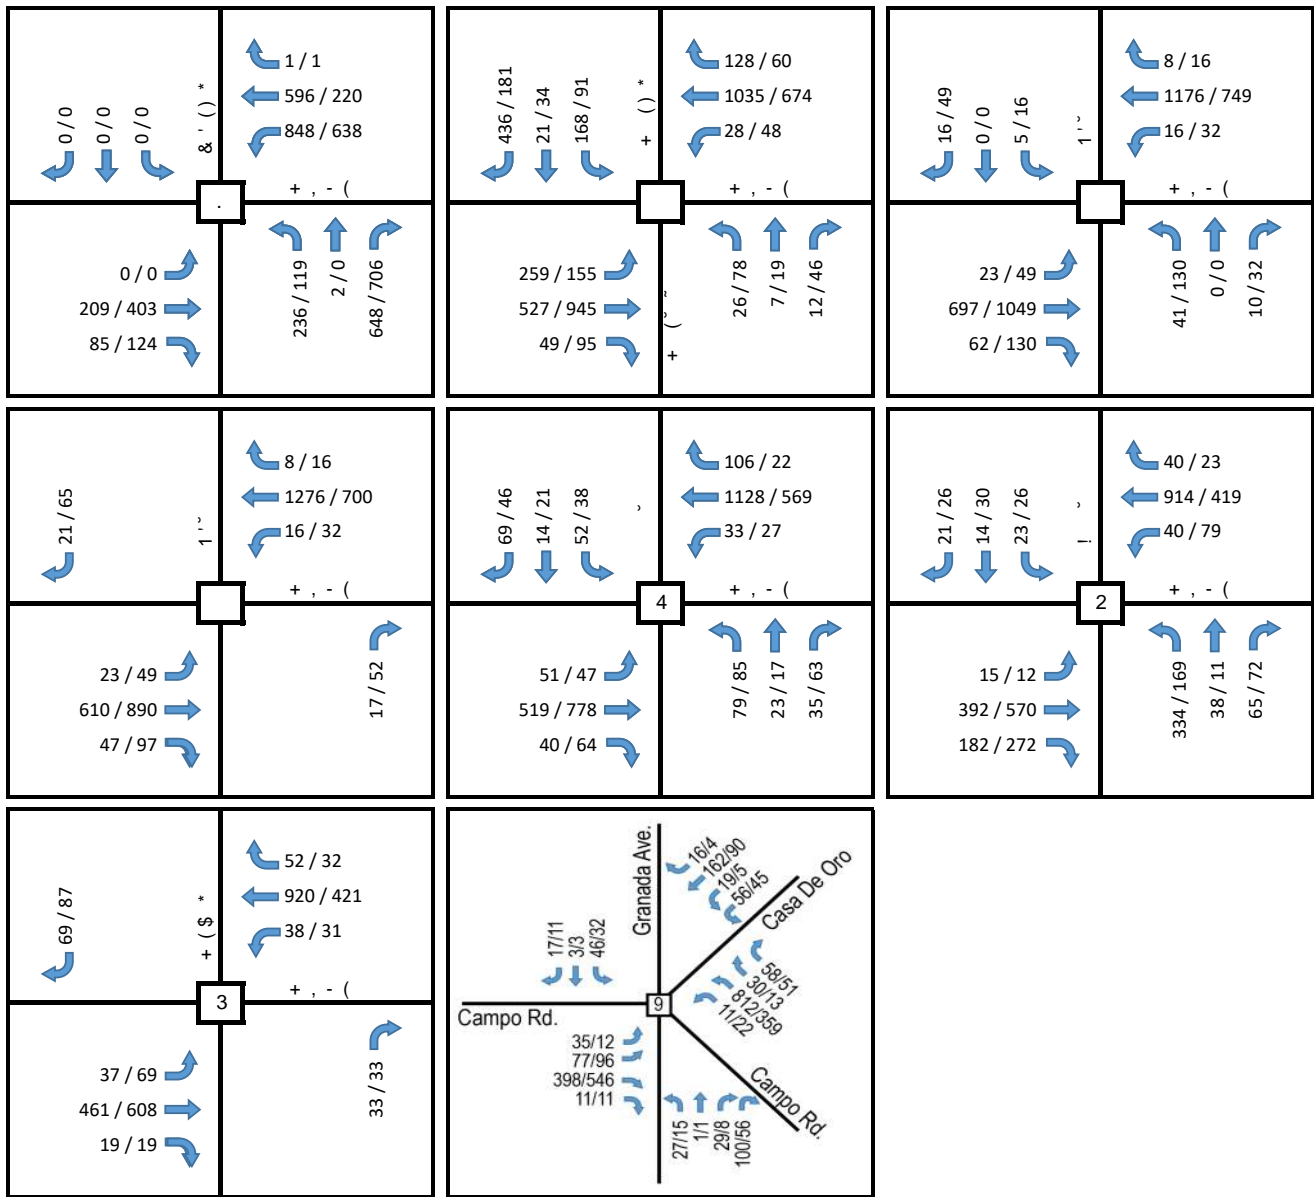 0 / 0
0 / 0
0 / 0
& ' ( ) *
1 / 1
596 / 220
848 / 638
+ , - (
.
0 / 0
209 / 403
85 / 124
236 / 119
2 / 0
648 / 706
436 / 181
21 / 34
168 / 91
+ ( ) *
128 / 60
1035 / 674
28 / 48
+ , - (
259 / 155
527 / 945
49 / 95
26 / 78
7 / 19
12 / 46
16 / 49
0 / 0
5 / 16
8 / 16
1176 / 749
16 / 32
+ , - (
23 / 49
697 / 1049
62 / 130
41 / 130
0 / 0
10 / 32
21 / 65
8 / 16
1276 / 700
16 / 32
+ , - (
23 / 49
610 / 890
47 / 97
17 / 52
69 / 46
14 / 21
52 / 38
106 / 22
1128 / 569
33 / 27
+ , - (
4
51 / 47
519 / 778
40 / 64
79 / 85
23 / 17
35 / 63
21 / 26
14 / 30
23 / 26
40 / 23
914 / 419
40 / 79
+ , - (
2
15 / 12
392 / 570
182 / 272
334 / 169
38 / 11
65 / 72
69 / 87
+ ( $ *
52 / 32
920 / 421
38 / 31
+ , - (
3
37 / 69
461 / 608
19 / 19
33 / 33
Granada Ave.
16/4
162/90
19/5
56/45
Casa De Oro
17/11
3/3
46/32
58/51
30/13
812/359
11/22
9
Campo Rd.
35/12
77/96
398/546
11/11
27/15
1/1
29/8
100/56
Campo Rd.